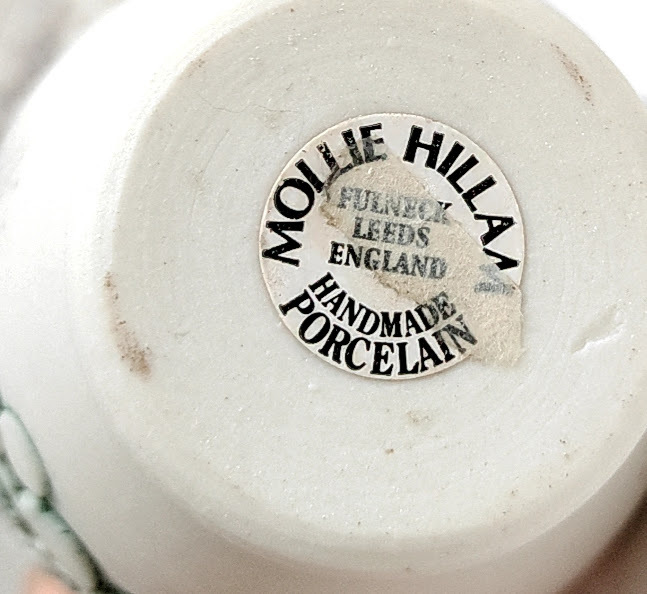 MOLLIE HILLAM
FULNECK
LEEDS
ENGLAND
HANDMADE
PORCELAIN